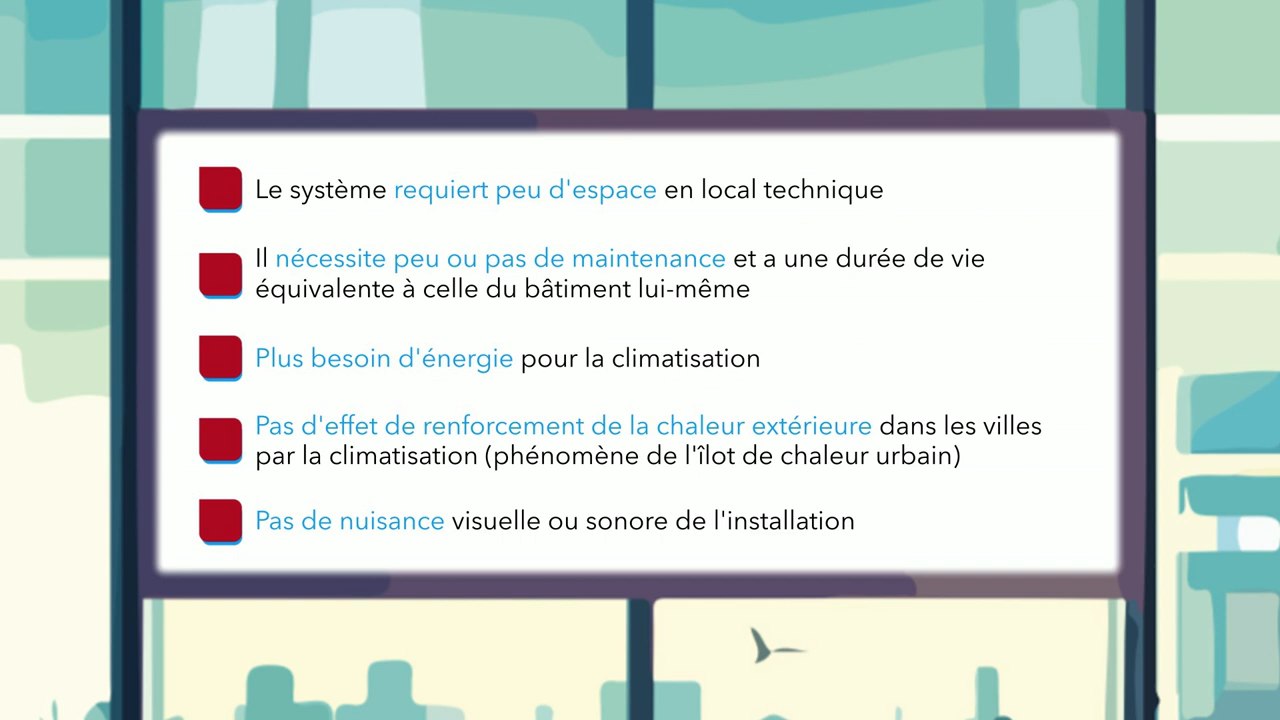 Le système requiert peu d'espace en local technique
Il nécessite peu ou pas de maintenance et a une durée de vie
équivalente à celle du bâtiment lui-même
Plus besoin d'énergie pour la climatisation
Pas d'effet de renforcement de la chaleur extérieure dans les villes
par la climatisation (phénomène de l'îlot de chaleur urbain)
Pas de nuisance visuelle ou sonore de l'installation